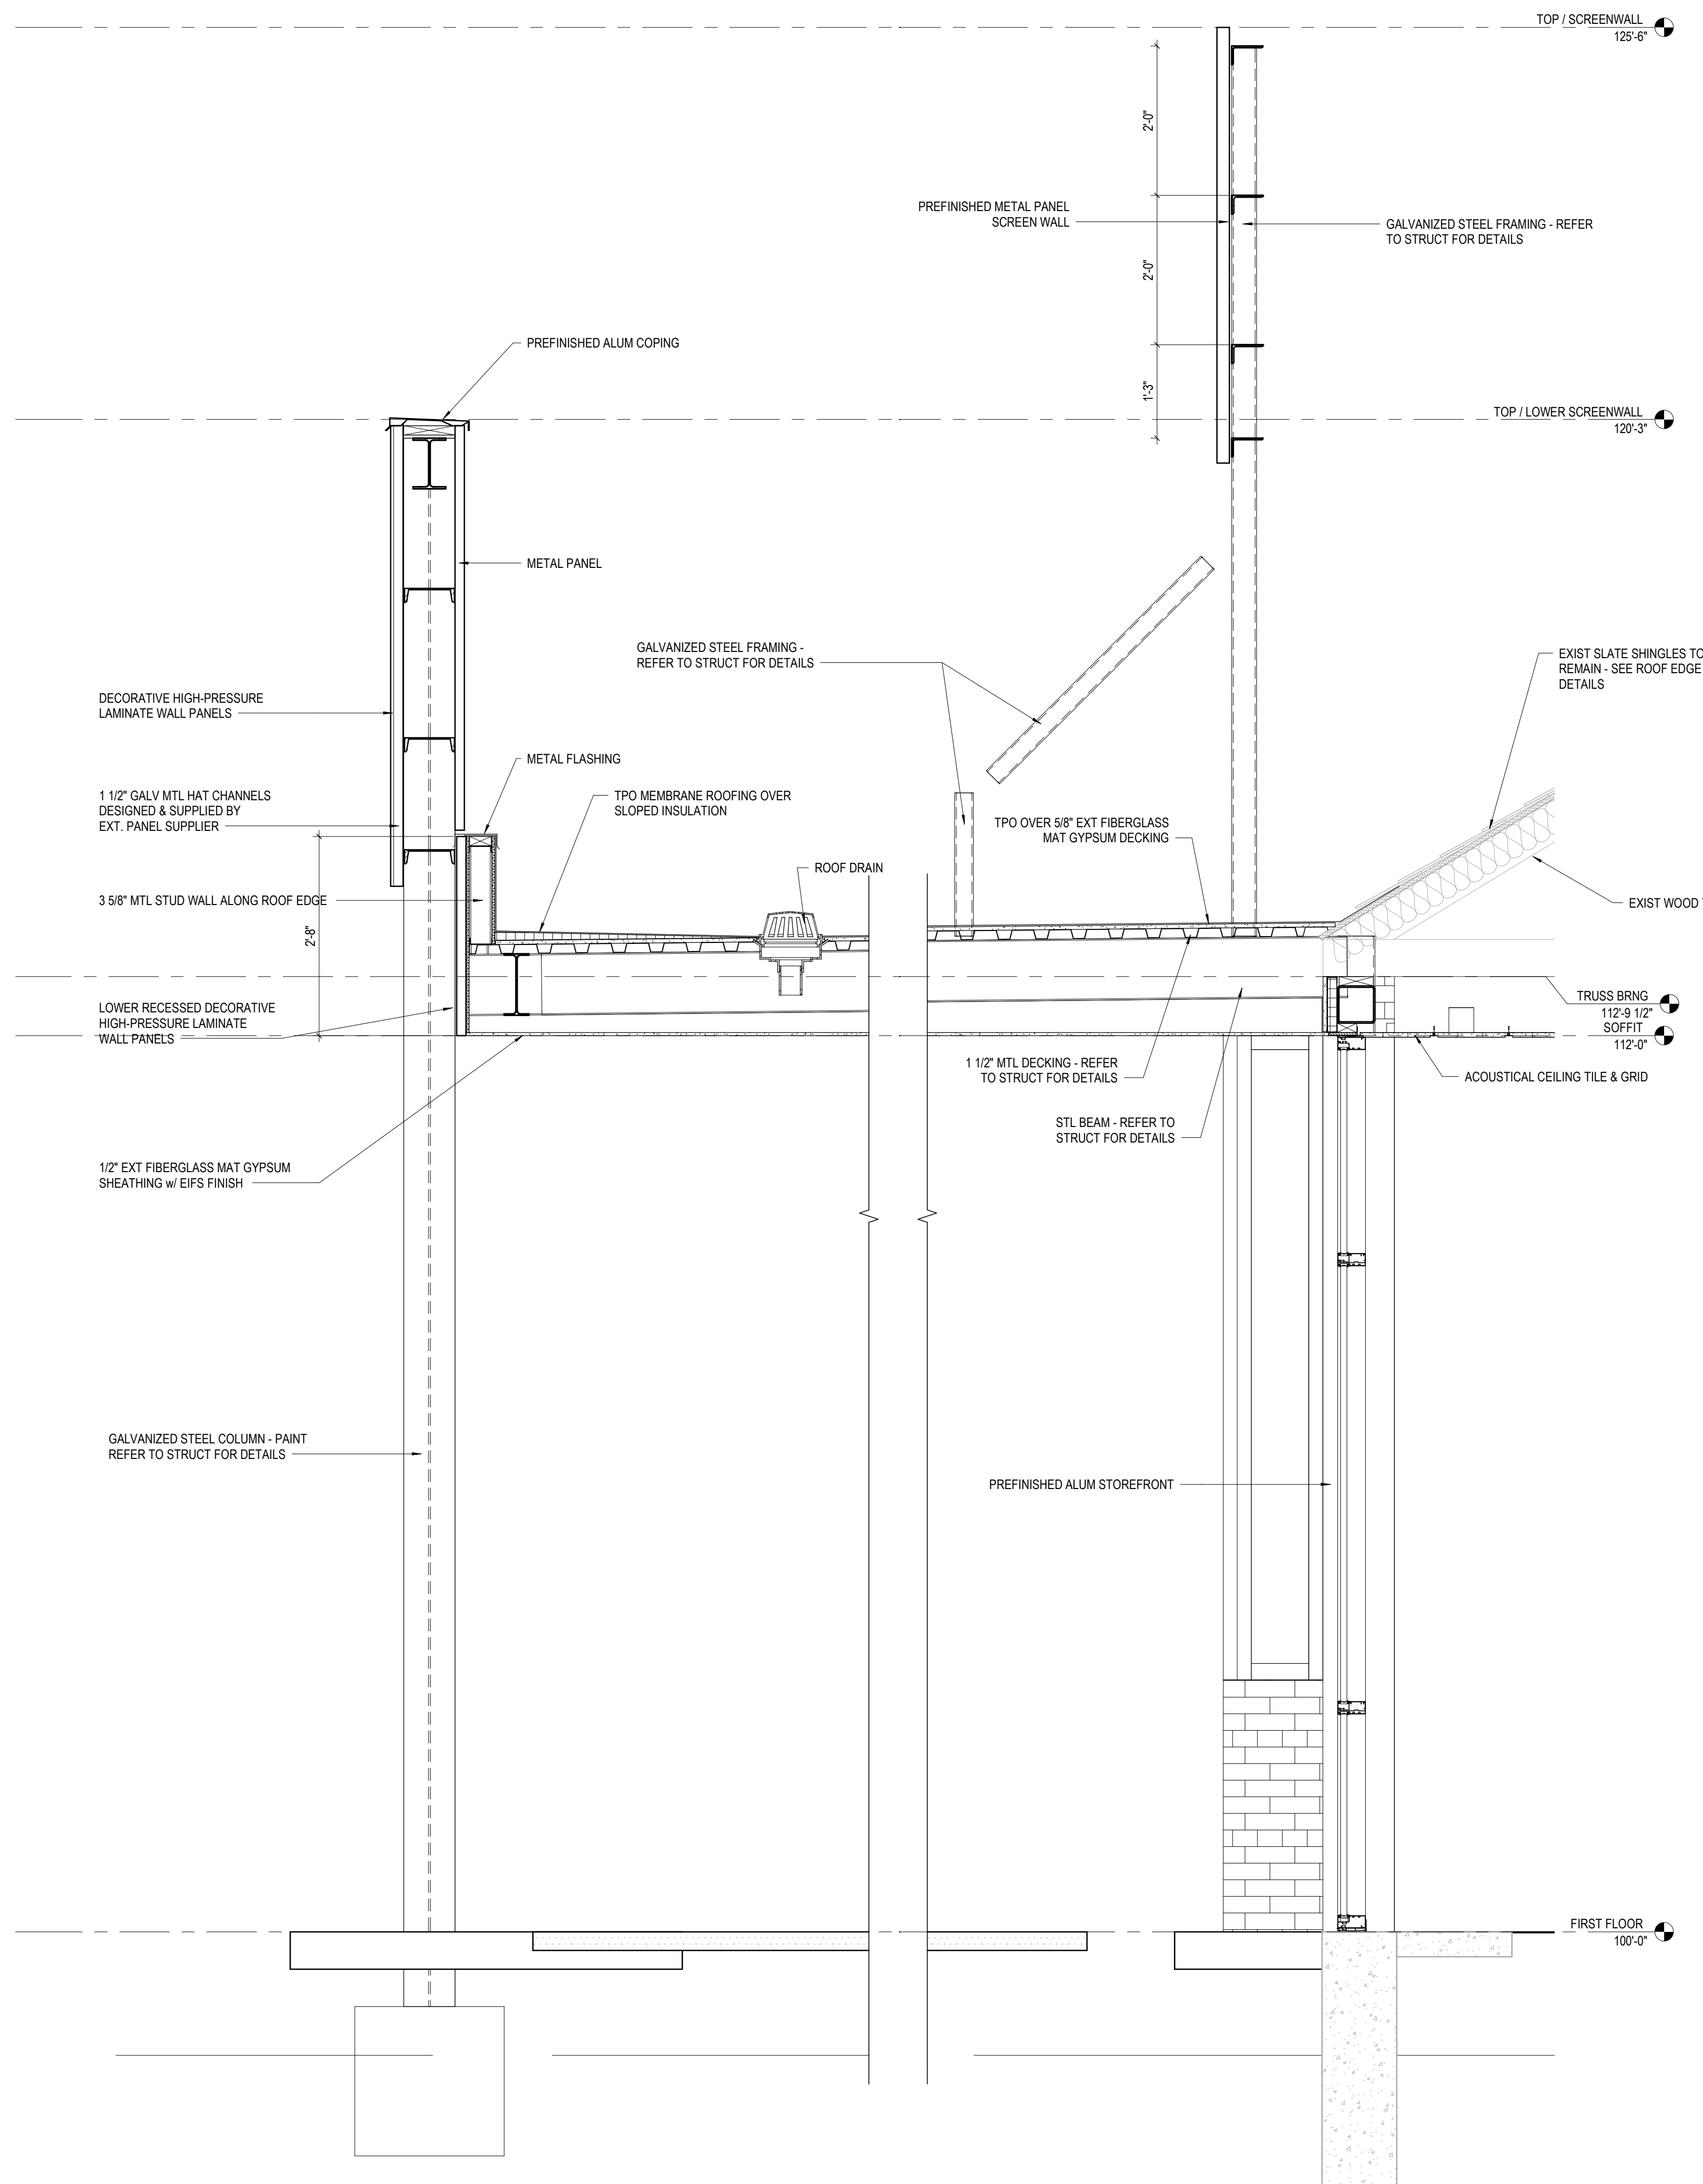 TOP / SCREENWALL
125'-6"
2'-0"
PREFINISHED METAL PANEL
SCREEN WALL
GALVANIZED STEEL FRAMING - REFER
TO STRUCT FOR DETAILS
2'-0"
PREFINISHED ALUM COPING
1'-3"
TOP / LOWER SCREENWALL
120'-3"
METAL PANEL
GALVANIZED STEEL FRAMING -
REFER TO STRUCT FOR DETAILS
EXIST SLATE SHINGLES TO
REMAIN - SEE ROOF EDGE
DETAILS
DECORATIVE HIGH-PRESSURE
LAMINATE WALL PANELS
METAL FLASHING
1 1/2" GALV MTL HAT CHANNELS
DESIGNED & SUPPLIED BY
EXT. PANEL SUPPLIER
TPO MEMBRANE ROOFING OVER
SLOPED INSULATION
TPO OVER 5/8" EXT FIBERGLASS
MAT GYPSUM DECKING
ROOF DRAIN
3 5/8" MTL STUD WALL ALONG ROOF EDGE
EXIST WOOD
2'-8"
LOWER RECESSED DECORATIVE
HIGH-PRESSURE LAMINATE
WALL PANELS
TRUSS BRNG
112'-9 1/2"
SOFFIT
112'-0"
1 1/2" MTL DECKING - REFER
TO STRUCT FOR DETAILS
ACOUSTICAL CEILING TILE & GRID
STL BEAM - REFER TO
STRUCT FOR DETAILS
1/2" EXT FIBERGLASS MAT GYPSUM
SHEATHING w/ EIFS FINISH
GALVANIZED STEEL COLUMN - PAINT
REFER TO STRUCT FOR DETAILS
PREFINISHED ALUM STOREFRONT
FIRST FLOOR
100'-0"